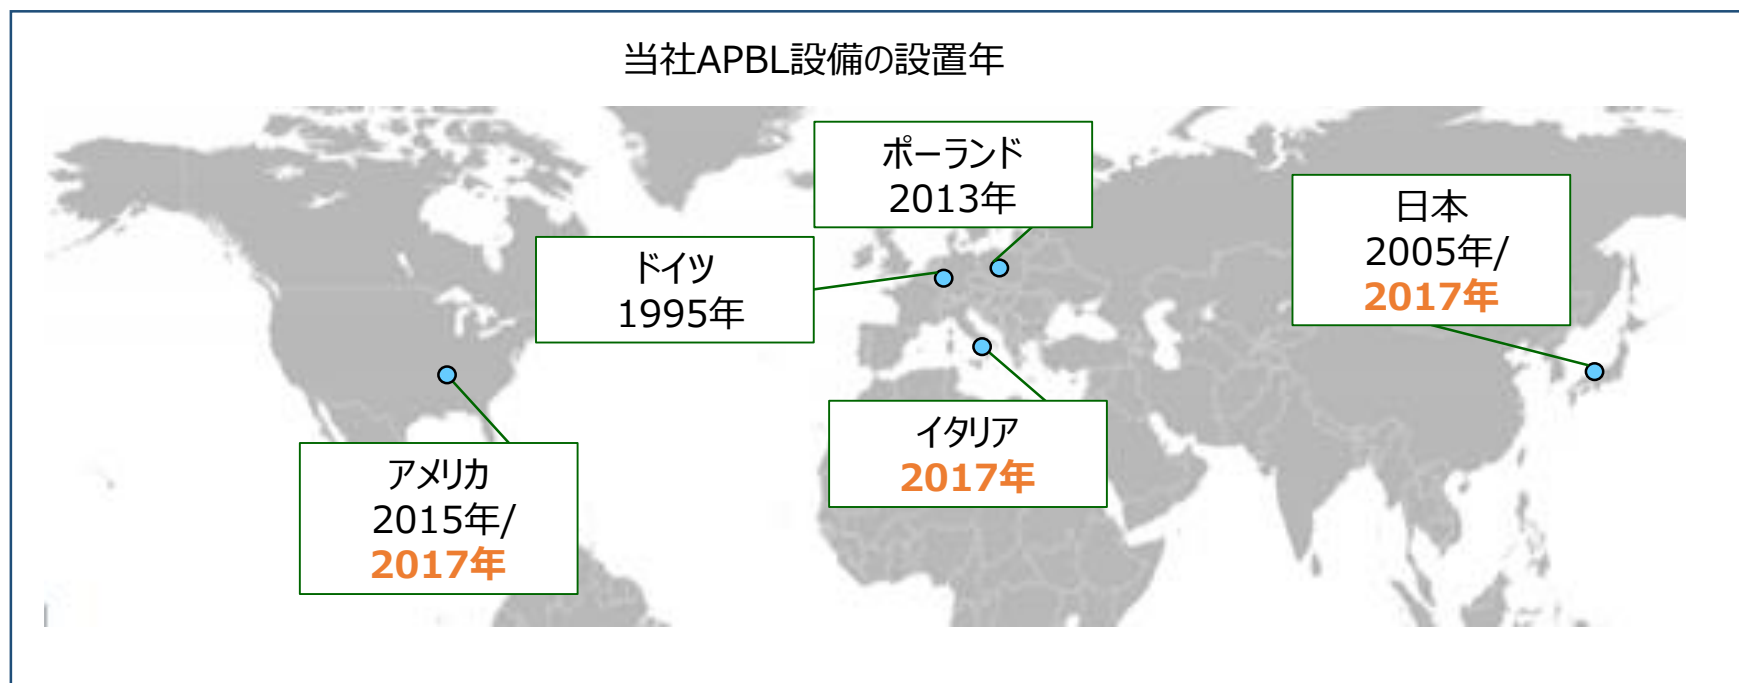 当社APBL設備の設置年
ポーランド
2013年
日本
2005年/
2017年
ドイツ
1995年
イタリア
2017年
アメリカ
2015年/
2017年